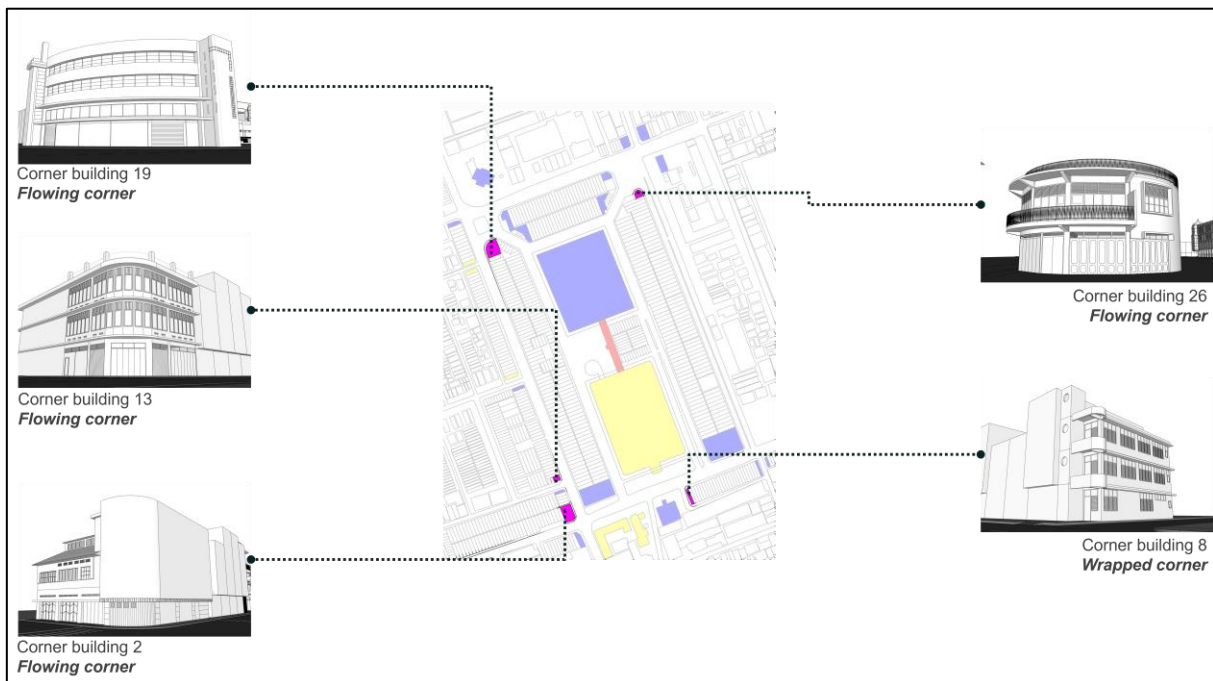 Corner building 19
Flowing corner
Corner building 13
Flowing corner
Corner building 2
Flowing corner
Corner building 26
Flowing corner
Corner building 8
Wrapped corner